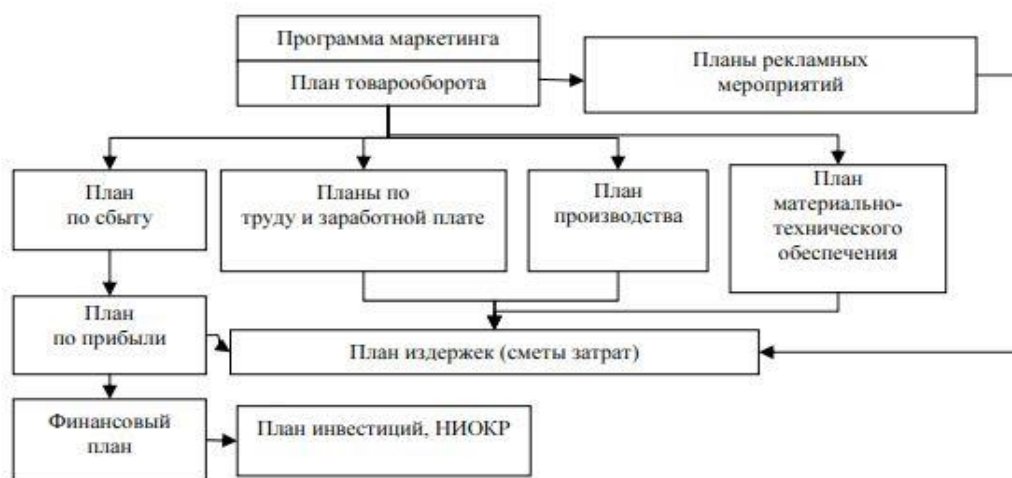 Программа маркетинга
План товарооборота
Планы рекламных
мероприятий
План
по сбыту
Планы по
труду и заработной плате
План
производства
План
материально-
технического
обеспечения
План
по прибыли
План издержек (сметы затрат)
Финансовый
план
План инвестиций, НИОКР